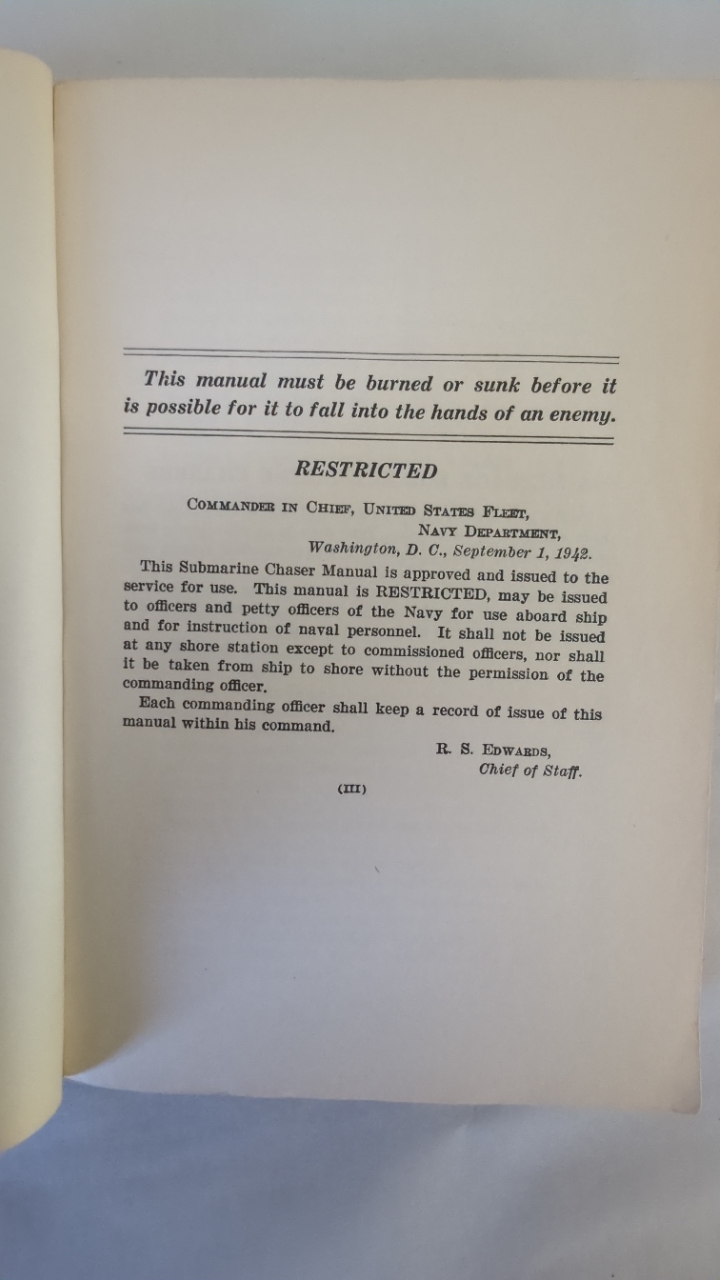 This manual must be burned or sunk before it
is possible for it to fall into the hands of an enemy.
RESTRICTED
COMMANDER IN CHIEF, UNITED STATES FLEET,
NAVY DEPARTMENT,
Washington, D. C., September 1, 1942.
This Submarine Chaser Manual is approved and issued to the
service for use. This manual is RESTRICTED, may be issued
to officers and petty officers of the Navy for use aboard ship
and for instruction of naval personnel. It shall not be issued
at any shore station except to commissioned officers, nor shall
it be taken from ship to shore without the permission of the
commanding officer.
Each commanding officer shall keep a record of issue of this
manual within his command.
R. S. EDWARDS,
Chief of Staff.
(III)